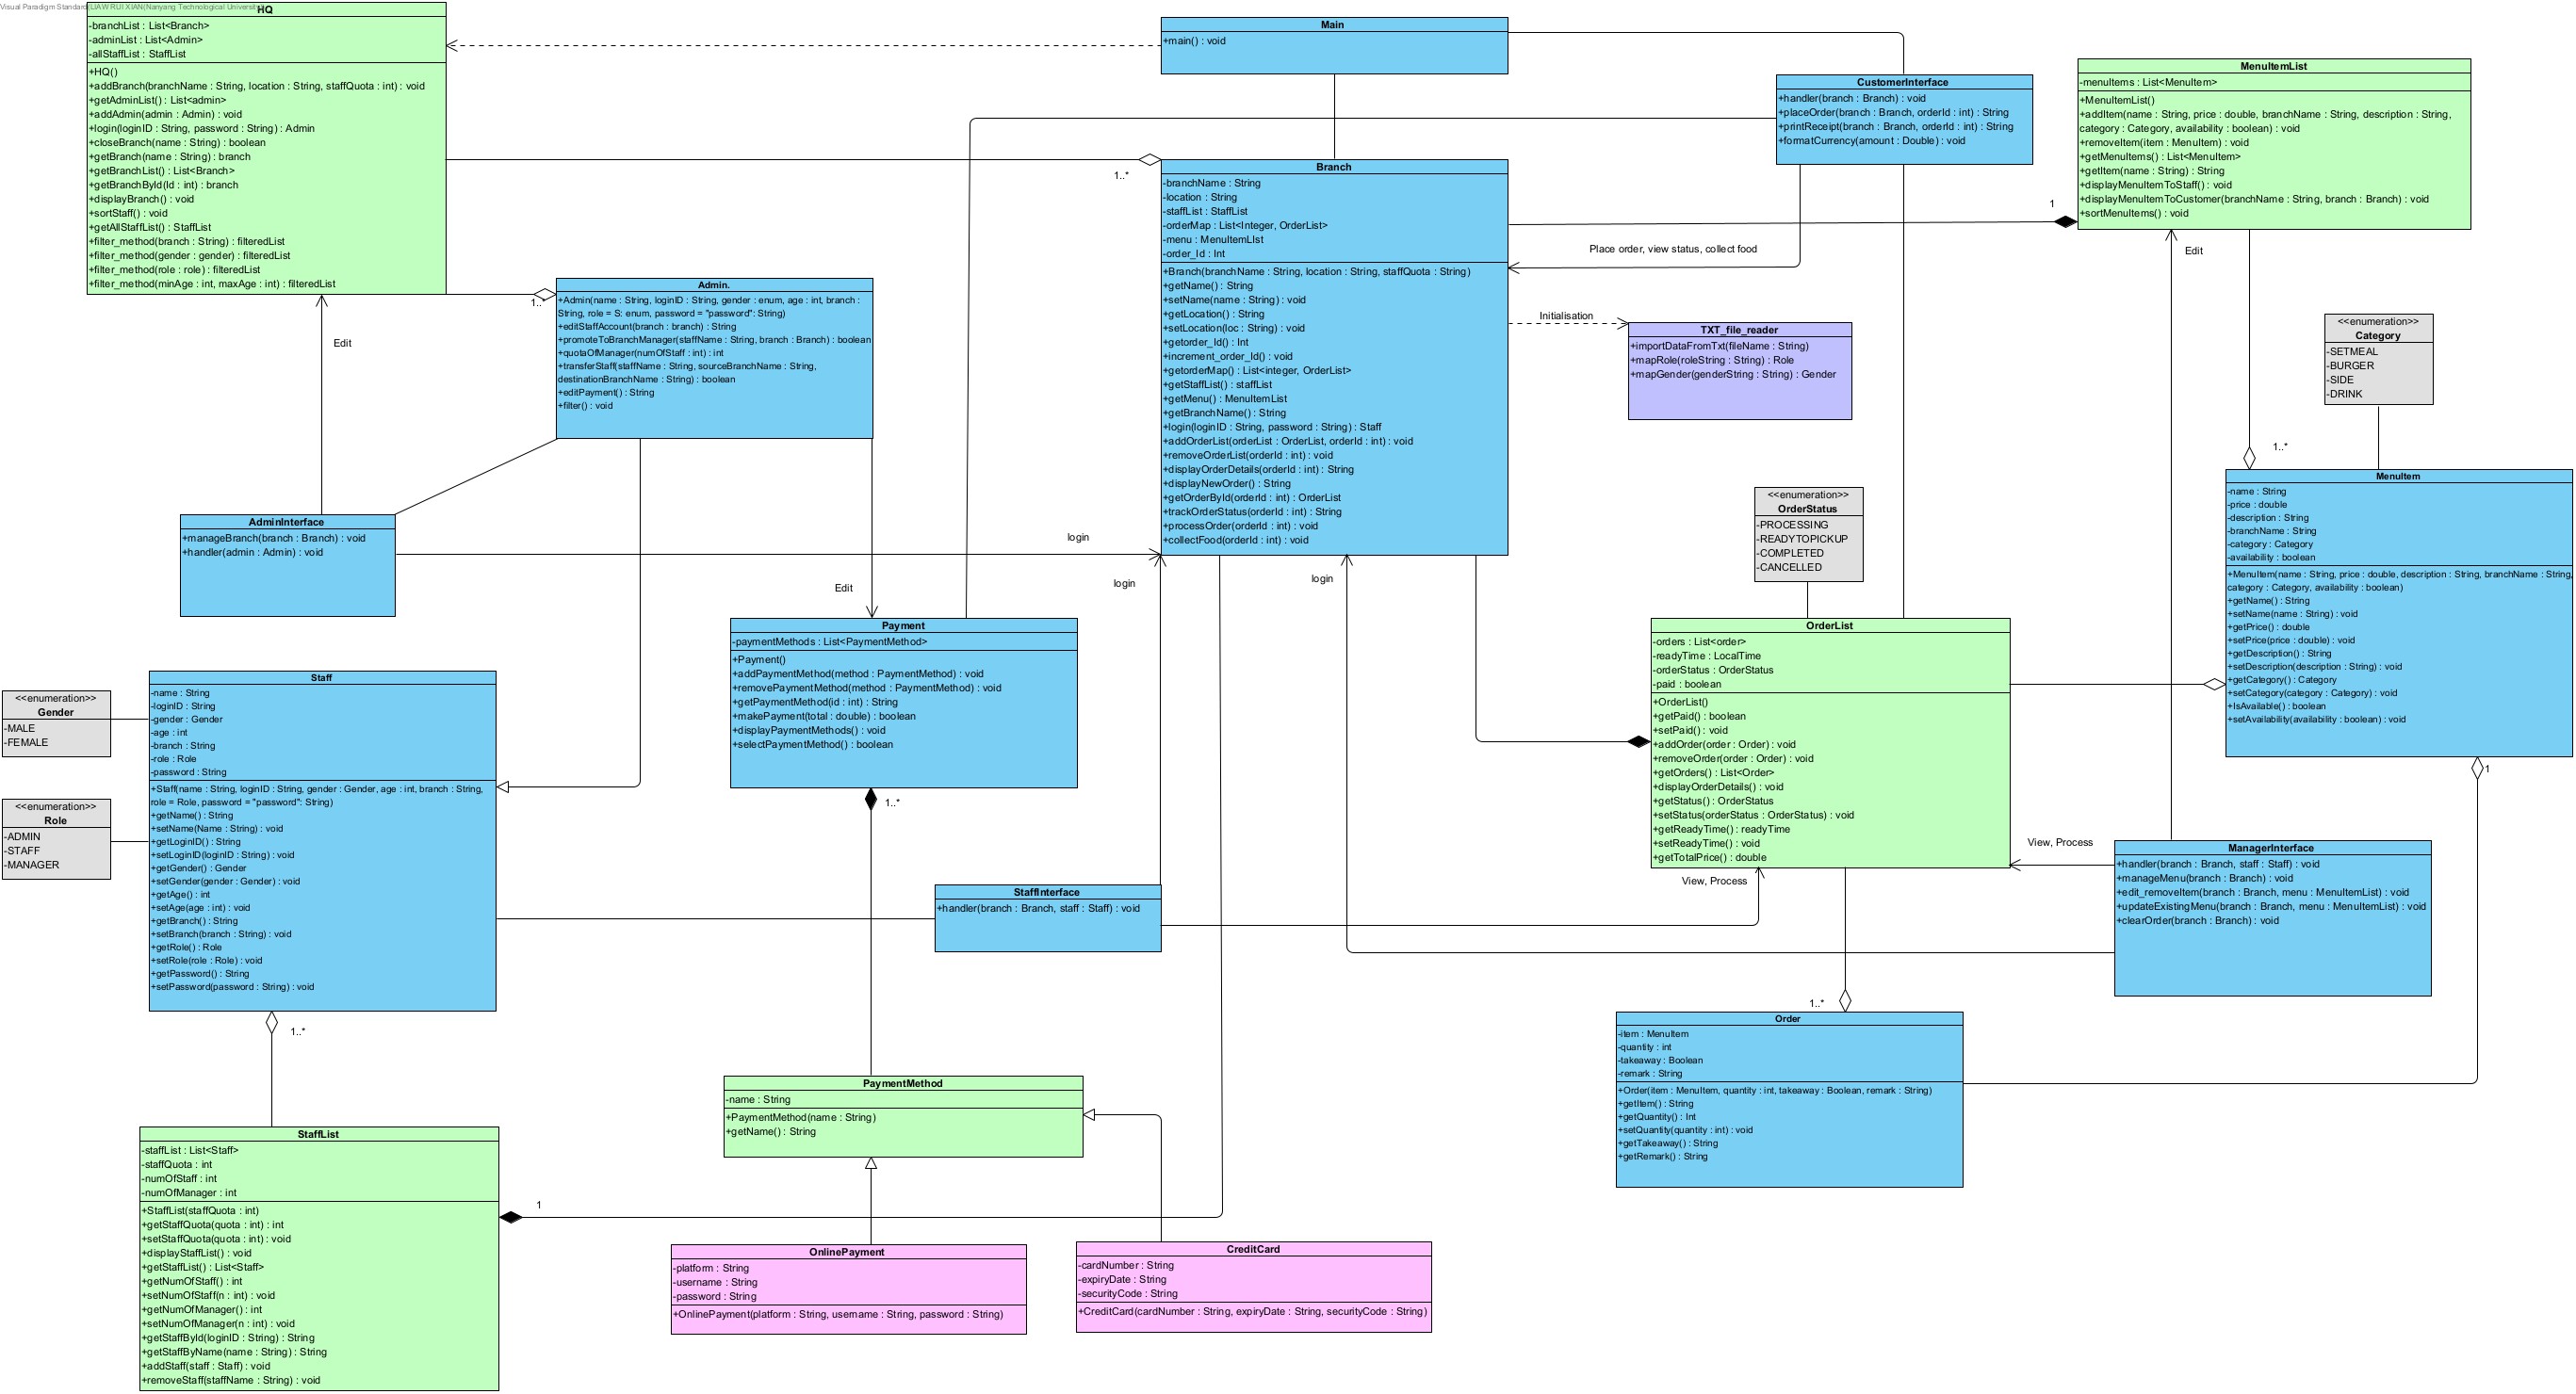 Visual Paradigm Standard(LIAW RUI XIAN(Nanyang Technological University))
HQ
-branchList : List<Branch>
-adminList : List<Admin>
-allStaffList : StaffList
+HQ()
+addBranch(branchName : String, location : String, staffQuota : int) : void
+getAdminList() : List<admin>
+addAdmin(admin : Admin) : void
+login(loginID : String, password : String) : Admin
+closeBranch(name : String) : boolean
+getBranch(name : String) : branch
+getBranchList() : List<Branch>
+getBranchById(Id : int) : branch
+displayBranch() : void
+sortStaff() : void
+getAllStaffList() : StaffList
+filter_method(branch : String) : filteredList
+filter_method(gender : gender) : filteredList
+filter_method(role : role) : filteredList
+filter_method(minAge : int, maxAge : int) : filteredList
Main
+main() : void
CustomerInterface
+handler(branch : Branch) : void
+placeOrder(branch : Branch, orderId : int) : String
+printReceipt(branch : Branch, orderId : int) : String
+formatCurrency(amount : Double) : void
MenuItemList
-menuItems : List<MenuItem>
+MenuItemList()
+addItem(name : String, price : double, branchName : String, description : String,
category : Category, availability : boolean) : void
+removeItem(item : MenuItem) : void
+getMenuItems() : List<MenuItem>
+getItem(name : String) : String
+displayMenuItemToStaff() : void
+displayMenuItemToCustomer(branchName : String, branch : Branch) : void
+sortMenuItems() : void
1..*
1
Branch
-branchName : String
-location : String
-staffList : StaffList
-orderMap : List<Integer, OrderList>
-menu : MenuItemLIst
-order_Id : Int
+Branch(branchName : String, location : String, staffQuota : String)
+getName() : String
+setName(name : String) : void
+getLocation() : String
+setLocation(loc : String) : void
+getorder_Id() : Int
+increment_order_Id() : void
+getorderMap() : List<integer, OrderList>
+getStaffList() : staffList
+getMenu() : MenuItemList
+getBranchName() : String
+login(loginID : String, password : String) : Staff
+addOrderList(orderList : OrderList, orderId : int) : void
+removeOrderList(orderId : int) : void
+displayOrderDetails(orderId : int) : String
+displayNewOrder() : String
+getOrderById(orderId : int) : OrderList
+trackOrderStatus(orderId : int) : String
+processOrder(orderId : int) : void
+collectFood(orderId : int) : void
Place order, view status, collect food
Edit
1..*
Edit
Admin.
+Admin(name : String, loginID : String, gender : enum, age : int, branch :
String, role = S: enum, password = "password": String)
+editStaffAccount(branch : branch) : String
+promoteToBranchManager(staffName : String, branch : Branch) : boolean
+quotaOfManager(numOfStaff : int) : int
+transferStaff(staffName : String, sourceBranchName : String,
destinationBranchName : String) : boolean
+editPayment() : String
+filter() : void
Initialisation
TXT_file_reader
+importDataFromTxt(fileName : String)
+mapRole(roleString : String) : Role
+mapGender(genderString : String) : Gender
<<enumeration>>
Category
-SETMEAL
-BURGER
-SIDE
-DRINK
1..*
MenuItem
-name : String
-price : double
-description : String
-branchName : String
-category : Category
-availability : boolean
+MenuItem(name : String, price : double, description : String, branchName : String,
category : Category, availability : boolean)
+getName() : String
+setName(name : String) : void
+getPrice() : double
+setPrice(price : double) : void
+getDescription() : String
+setDescription(description : String) : void
+getCategory() : Category
+setCategory(category : Category) : void
+IsAvailable() : boolean
+setAvailability(availability : boolean) : void
1
<<enumeration>>
OrderStatus
-PROCESSING
-READYTOPICKUP
-COMPLETED
-CANCELLED
AdminInterface
+manageBranch(branch : Branch) : void
+handler(admin : Admin) : void
login
login
login
Edit
Payment
-paymentMethods : List<PaymentMethod>
+Payment()
+addPaymentMethod(method : PaymentMethod) : void
+removePaymentMethod(method : PaymentMethod) : void
+getPaymentMethod(id : int) : String
+makePayment(total : double) : boolean
+displayPaymentMethods() : void
+selectPaymentMethod() : boolean
1..*
OrderList
-orders : List<order>
-readyTime : LocalTime
-orderStatus : OrderStatus
-paid : boolean
+OrderList()
+getPaid() : boolean
+setPaid() : void
+addOrder(order : Order) : void
+removeOrder(order : Order) : void
+getOrders() : List<Order>
+displayOrderDetails() : void
+getStatus() : OrderStatus
+setStatus(orderStatus : OrderStatus) : void
+getReadyTime() : readyTime
+setReadyTime() : void
+getTotalPrice() : double
<<enumeration>>
Gender
-MALE
-FEMALE
<<enumeration>>
Role
-ADMIN
-STAFF
-MANAGER
Staff
-name : String
-loginID : String
-gender : Gender
-age : int
-branch : String
-role : Role
-password : String
+Staff(name : String, loginID : String, gender : Gender, age : int, branch : String,
role = Role, password = "password": String)
+getName() : String
+setName(Name : String) : void
+getLoginID() : String
+setLoginID(loginID : String) : void
+getGender() : Gender
+setGender(gender : Gender) : void
+getAge() : int
+setAge(age : int) : void
+getBranch() : String
+setBranch(branch : String) : void
+getRole() : Role
+setRole(role : Role) : void
+getPassword() : String
+setPassword(password : String) : void
1..*
StaffInterface
+handler(branch : Branch, staff : Staff) : void
View, Process
View, Process
ManagerInterface
+handler(branch : Branch, staff : Staff) : void
+manageMenu(branch : Branch) : void
+edit_removeItem(branch : Branch, menu : MenuItemList) : void
+updateExistingMenu(branch : Branch, menu : MenuItemList) : void
+clearOrder(branch : Branch) : void
1..*
Order
-item : MenuItem
-quantity : int
-takeaway : Boolean
-remark : String
+Order(item : MenuItem, quantity : int, takeaway : Boolean, remark : String)
+getItem() : String
+getQuantity() : Int
+setQuantity(quantity : int) : void
+getTakeaway() : String
+getRemark() : String
PaymentMethod
-name : String
+PaymentMethod(name : String)
+getName() : String
StaffList
-staffList : List<Staff>
-staffQuota : int
-numOfStaff : int
-numOfManager : int
+StaffList(staffQuota : int)
+getStaffQuota(quota : int) : int
+setStaffQuota(quota : int) : void
+displayStaffList() : void
+getStaffList() : List<Staff>
+getNumOfStaff() : int
+setNumOfStaff(n : int) : void
+getNumOfManager() : int
+setNumOfManager(n : int) : void
+getStaffById(loginID : String) : String
+getStaffByName(name : String) : String
+addStaff(staff : Staff) : void
+removeStaff(staffName : String) : void
1
OnlinePayment
-platform : String
-username : String
-password : String
+OnlinePayment(platform : String, username : String, password : String)
CreditCard
-cardNumber : String
-expiryDate : String
-securityCode : String
+CreditCard(cardNumber : String, expiryDate : String, securityCode : String)